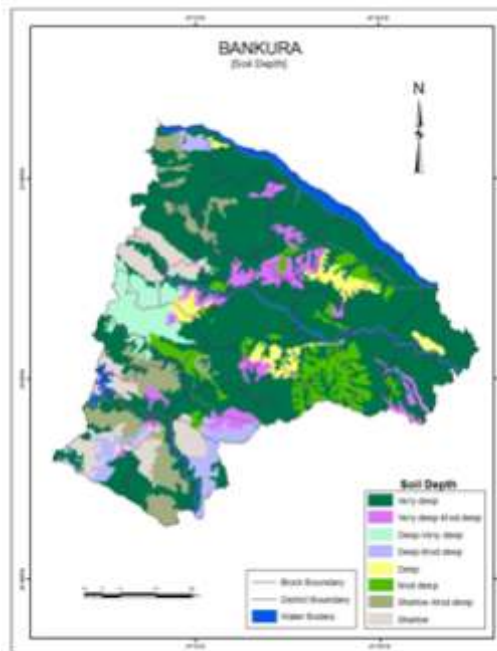 BANKURA
[Soil Depth]
N
Soil Depth
Very deep
Very deep-Mod deep
Deep-Very deep
Deep-Mod deep
Deep
Mod deep
Shallow-Mod deep
Shallow
Block Boundary
District Boundary
Water Bodies